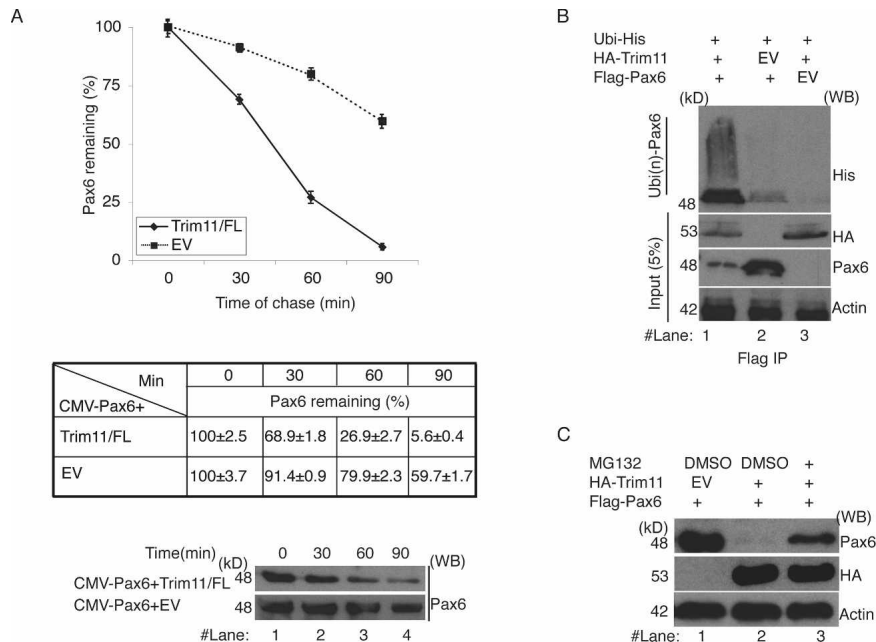 A
100
75
50
25
0
Pax6 remaining (%)
Trim11/FL
EV
0 30 60 90
Time of chase (min)
Min 0 30 60 90
CMV-Pax6+ Pax6 remaining (%)
Trim11/FL 100±2.5 68.9±1.8 26.9±2.7 5.6±0.4
EV 100±3.7 91.4±0.9 79.9±2.3 59.7±1.7
Time(min) (kD) 0 30 60 90 (WB)
CMV-Pax6+Trim11/FL 48
CMV-Pax6+EV 48 Pax6
#Lane: 1 2 3 4
B
Ubi-His + + +
HA-Trim11 + EV +
Flag-Pax6 + + EV
(kD) (WB)
Ubi(n)-Pax6
His
48
Input (5%)
53 HA
48 Pax6
42 Actin
#Lane: 1 2 3
Flag IP
C
MG132 DMSO DMSO +
HA-Trim11 EV + +
Flag-Pax6 + + +
(kD) (WB)
48 Pax6
53 HA
42 Actin
#Lane: 1 2 3